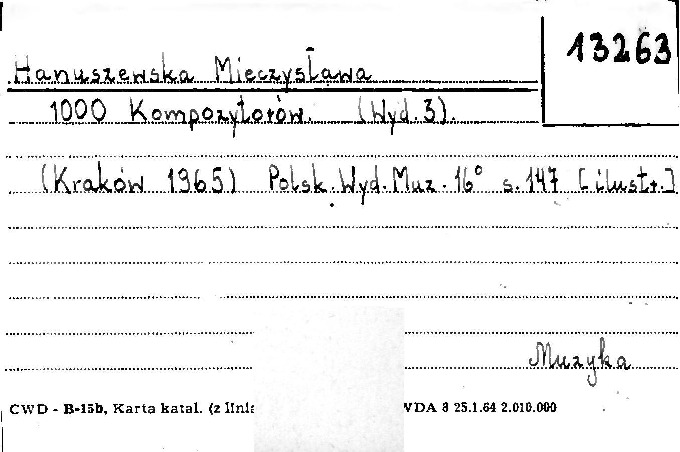 13263
Hanuszewska Mieczysława
1000 Kompozytorów. (Wyd. 3).
(Kraków 1965) Polsk. Wyd. Muz. 16° s. 147 [ilustr.]
Muzyka
CWD - B-15b, Karta katal. (z linia VDA 8 25.1.64 2.010.000